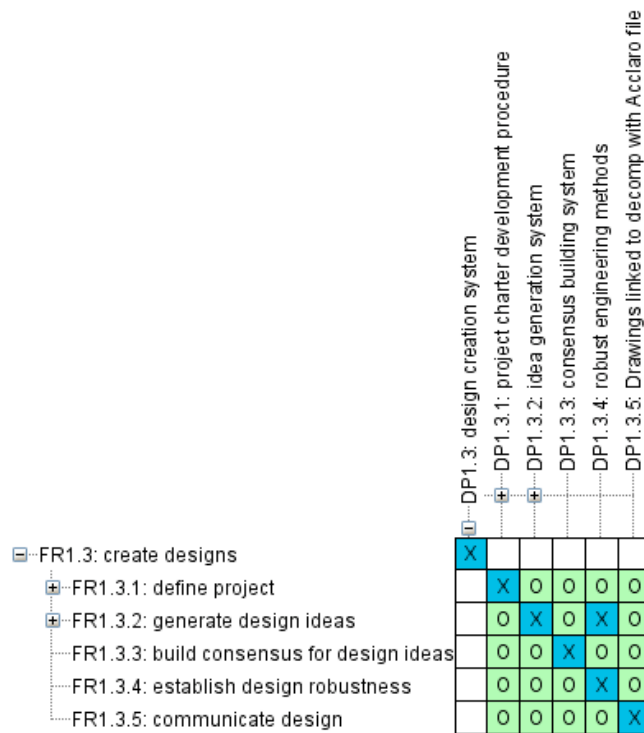 DP1.3: design creation system
DP1.3.1: project charter development procedure
DP1.3.2: idea generation system
DP1.3.3: consensus building system
DP1.3.4: robust engineering methods
DP1.3.5: Drawings linked to decomp with Acclaro file
FR1.3: create designs X
FR1.3.1: define project X O O O O
FR1.3.2: generate design ideas O X O X O
FR1.3.3: build consensus for design ideas O O X O O
FR1.3.4: establish design robustness O O O X O
FR1.3.5: communicate design O O O O X